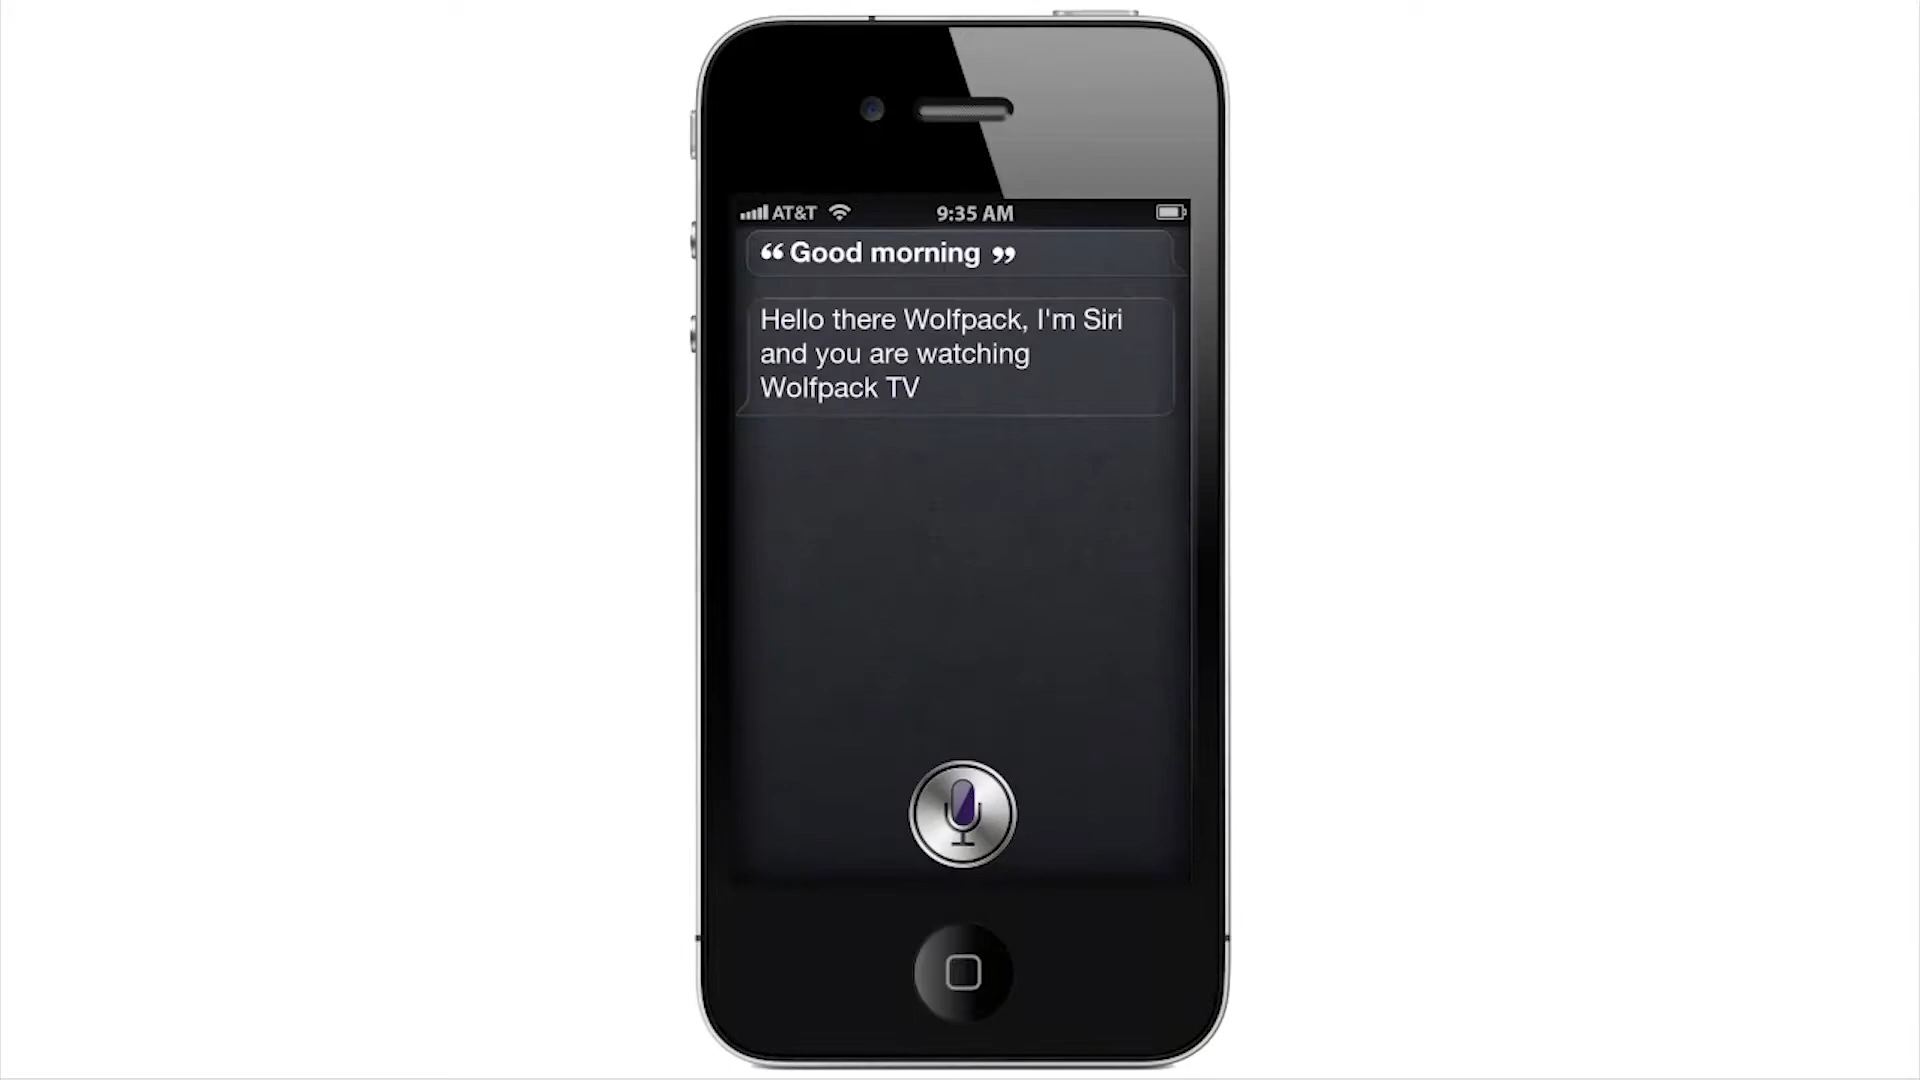 AT&T 9:35 AM
“ Good morning ”
Hello there Wolfpack, I'm Siri
and you are watching
Wolfpack TV